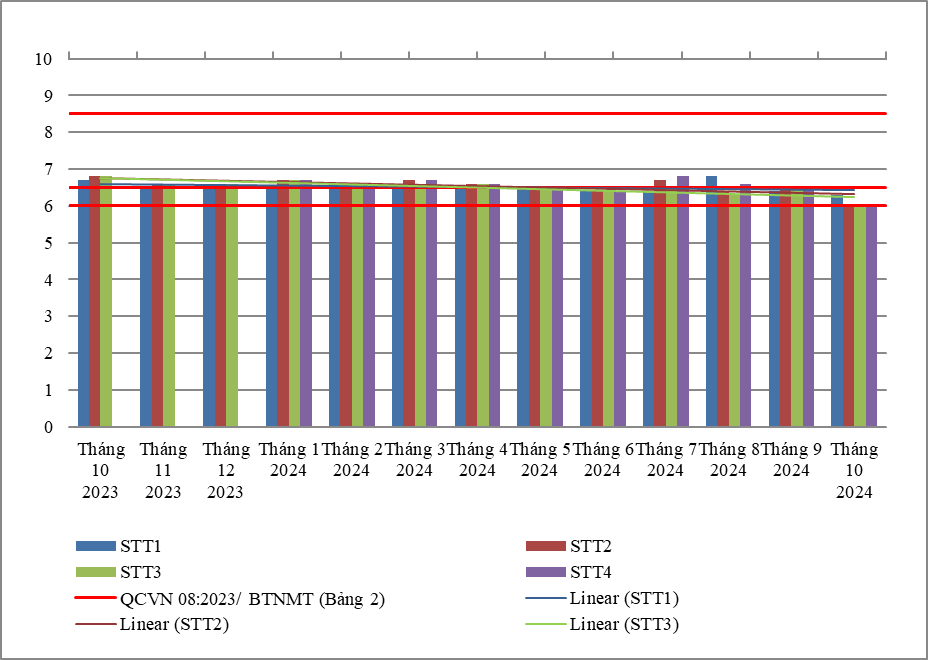 10
9
8
7
6
5
4
3
2
1
0
Tháng 10 2023
Tháng 11 2023
Tháng 12 2023
Tháng 1 2024
Tháng 2 2024
Tháng 3 2024
Tháng 4 2024
Tháng 5 2024
Tháng 6 2024
Tháng 7 2024
Tháng 8 2024
Tháng 9 2024
Tháng 10 2024
STT1
STT2
STT3
STT4
QCVN 08:2023/ BTNMT (Bảng 2)
Linear (STT1)
Linear (STT2)
Linear (STT3)